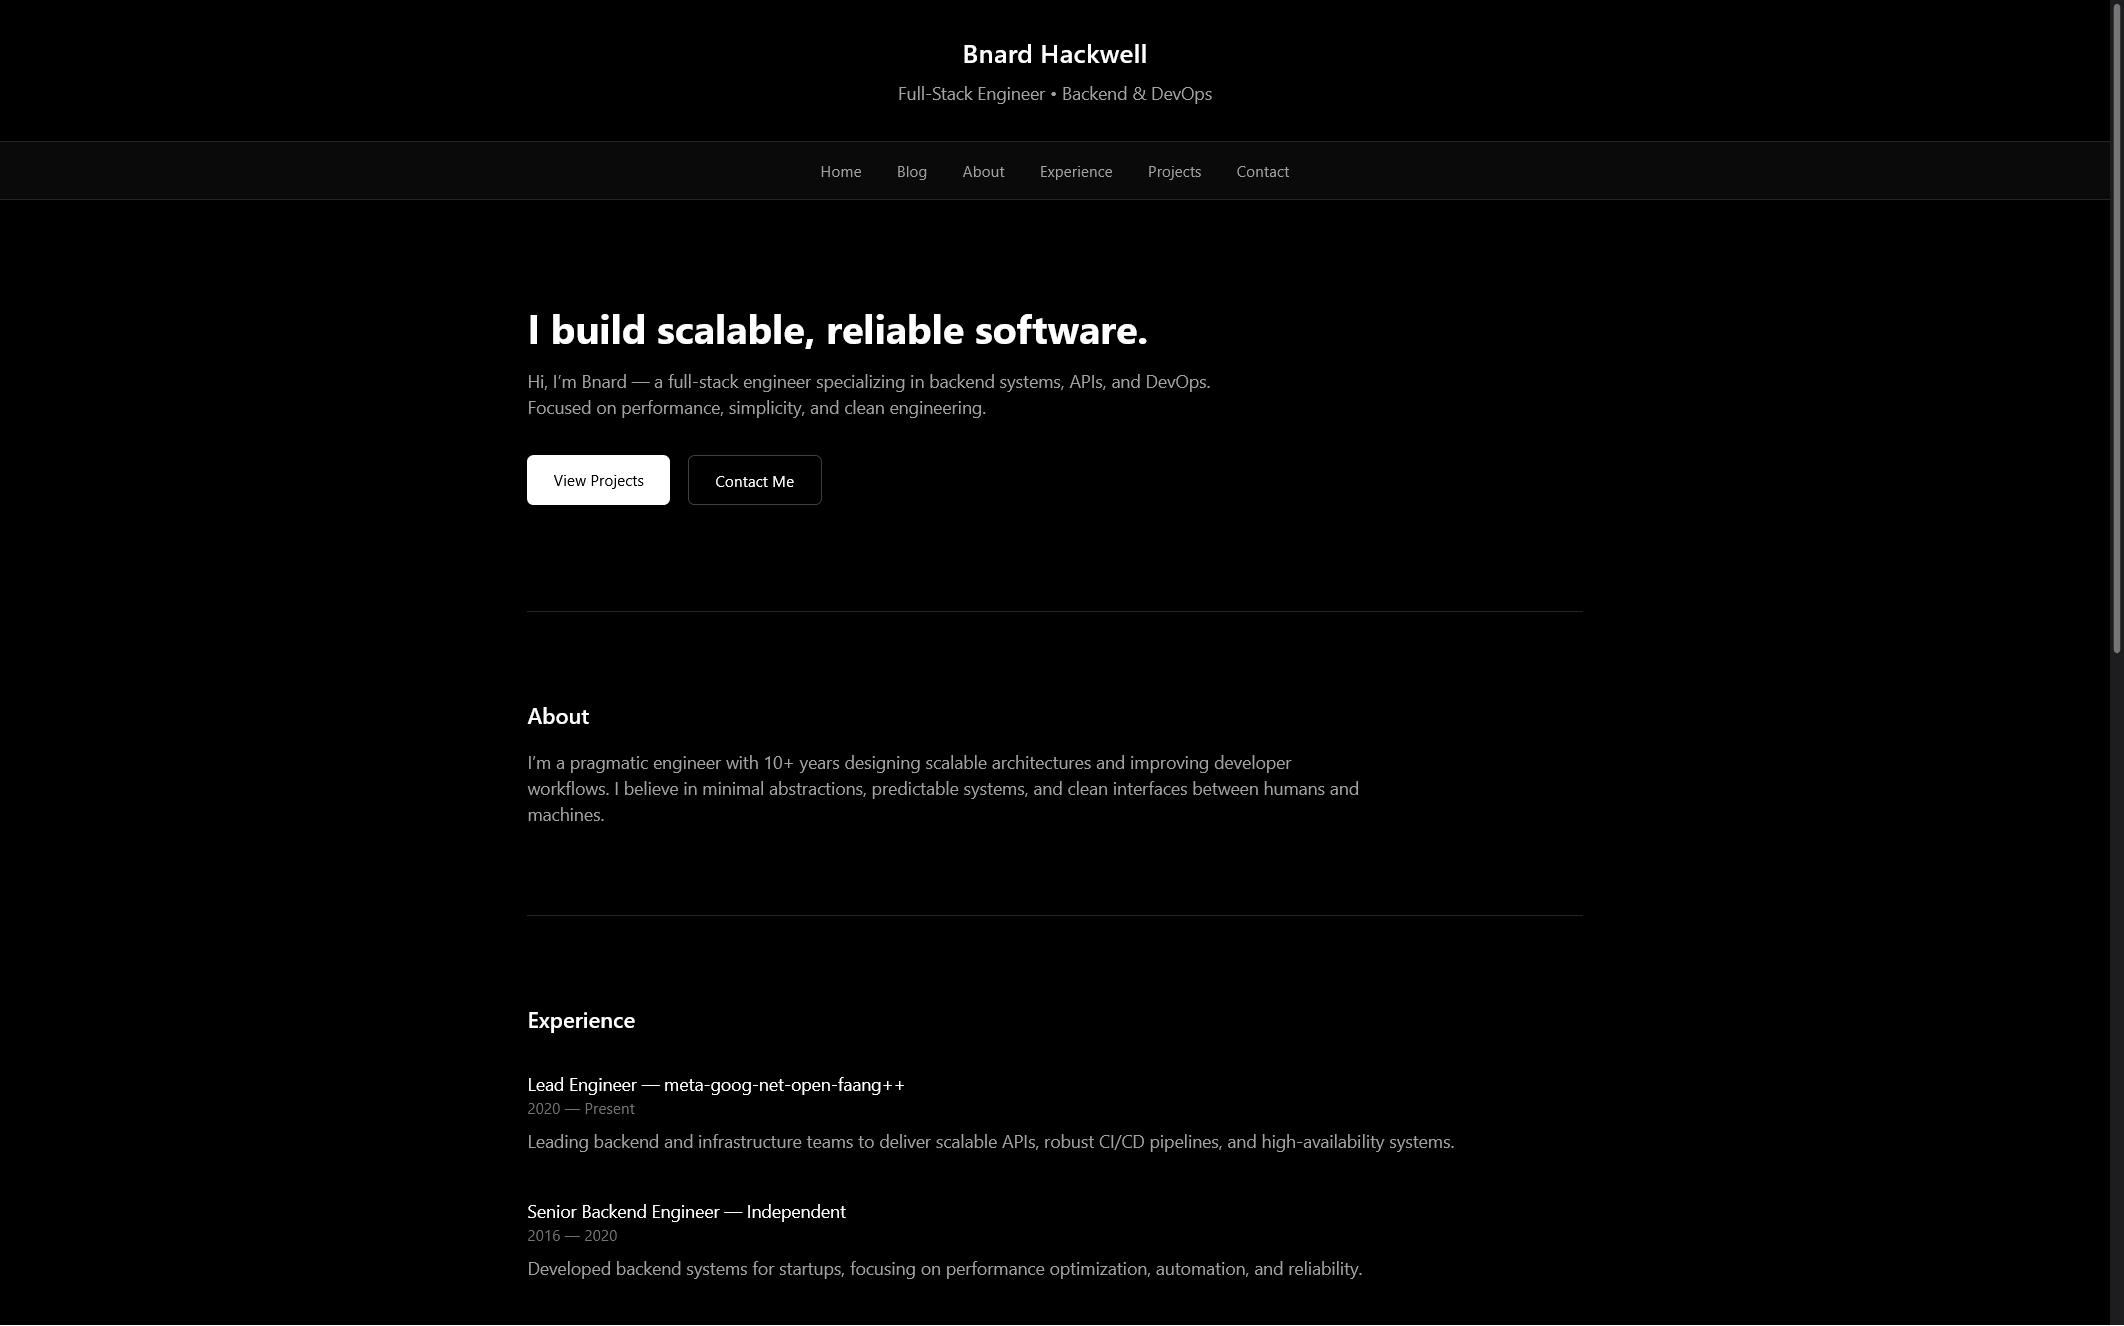 Bnard Hackwell
Full-Stack Engineer • Backend & DevOps
Home Blog About Experience Projects Contact
I build scalable, reliable software.
Hi, I’m Bnard — a full-stack engineer specializing in backend systems, APIs, and DevOps.
Focused on performance, simplicity, and clean engineering.
View Projects Contact Me
About
I’m a pragmatic engineer with 10+ years designing scalable architectures and improving developer
workflows. I believe in minimal abstractions, predictable systems, and clean interfaces between humans and
machines.
Experience
Lead Engineer — meta-goog-net-open-faang++
2020 — Present
Leading backend and infrastructure teams to deliver scalable APIs, robust CI/CD pipelines, and high-availability systems.
Senior Backend Engineer — Independent
2016 — 2020
Developed backend systems for startups, focusing on performance optimization, automation, and reliability.